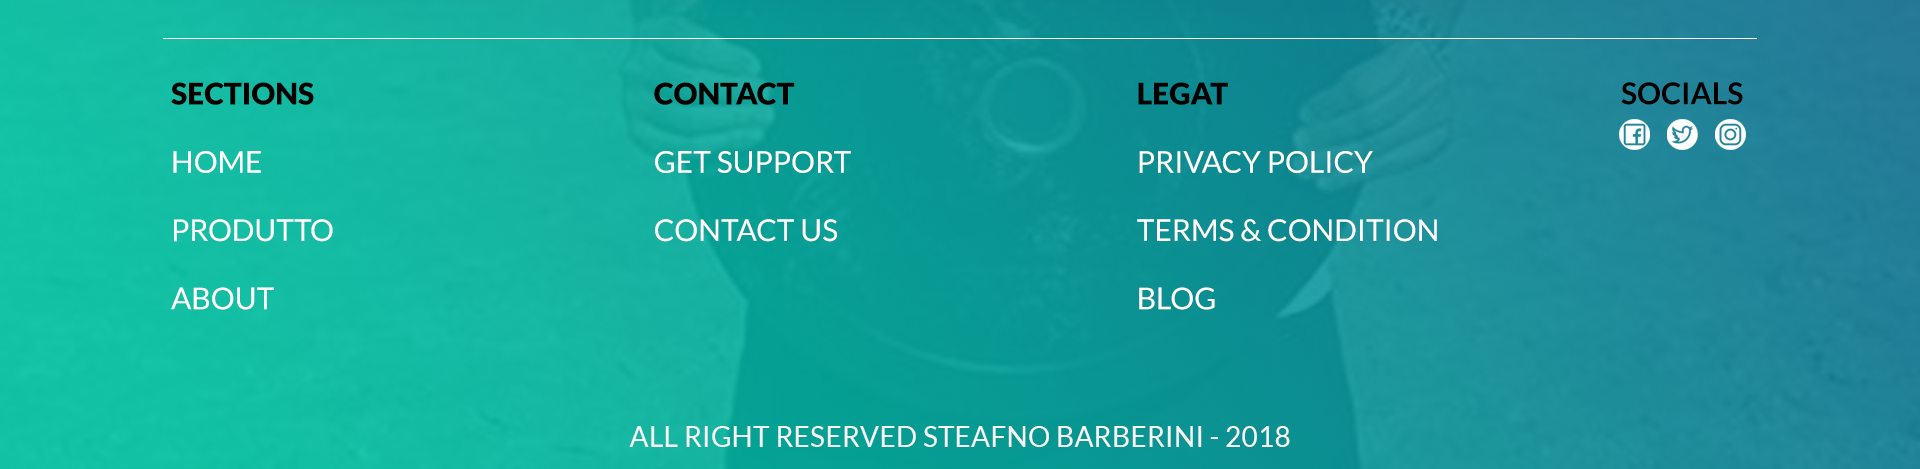 SECTIONS
HOME
PRODUTTO
ABOUT
CONTACT
GET SUPPORT
CONTACT US
LEGAT
PRIVACY POLICY
TERMS & CONDITION
BLOG
SOCIALS
ALL RIGHT RESERVED STEAFNO BARBERINI - 2018